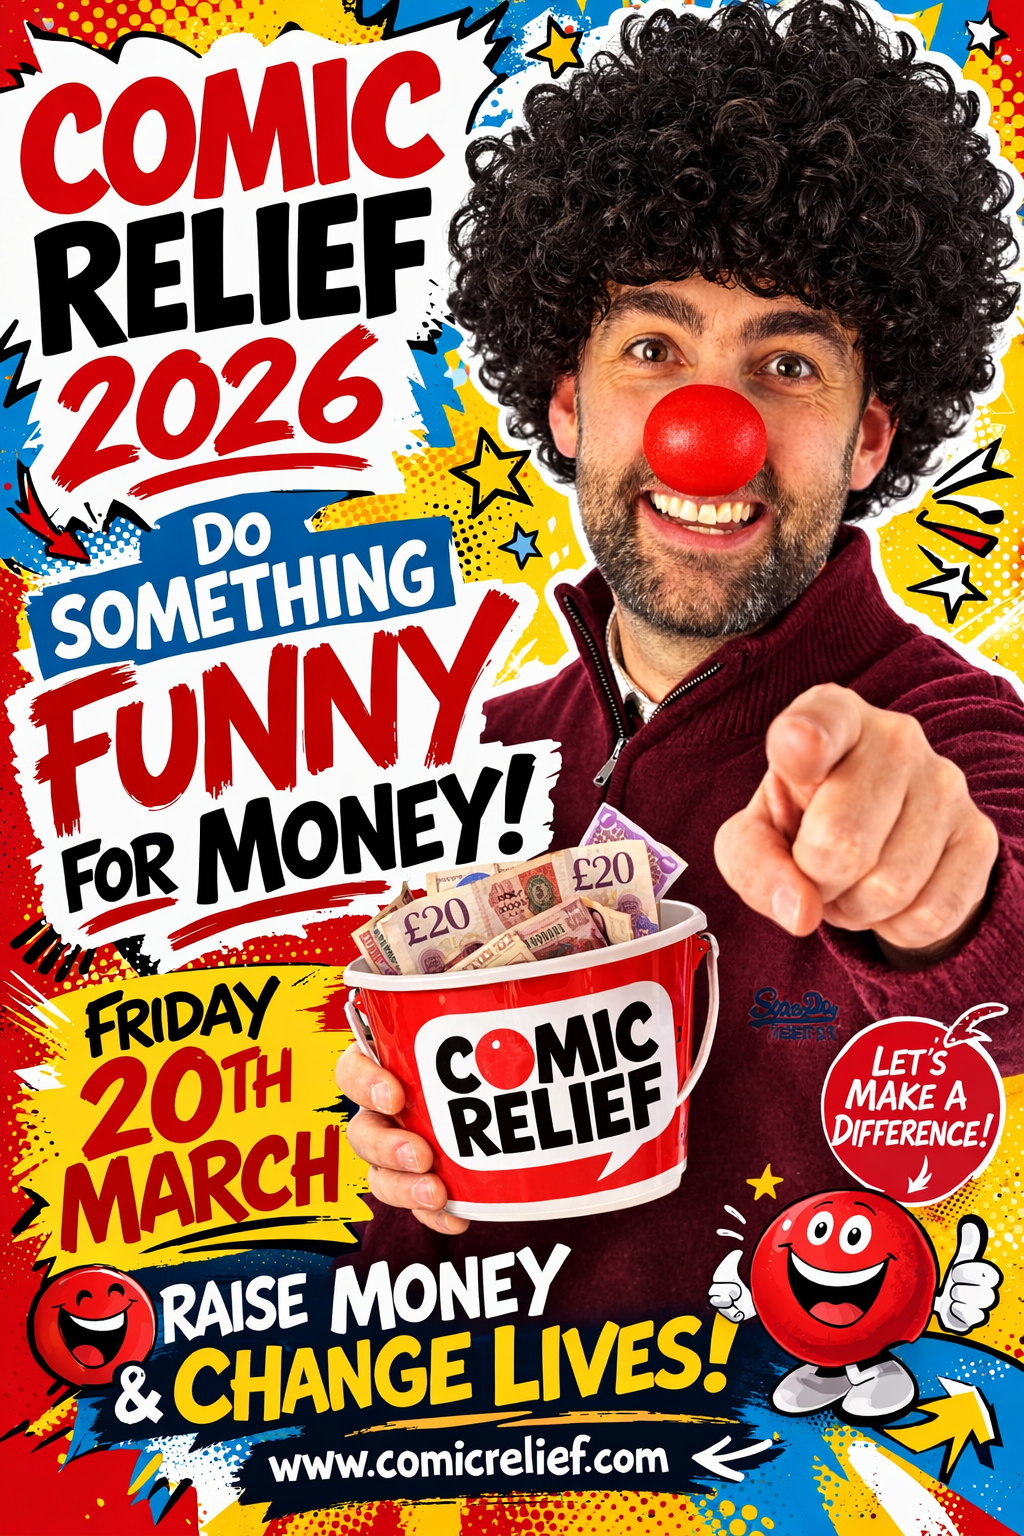 COMIC
RELIEF
2026
DO
SOMETHING
FUNNY
FOR MONEY!
£20
£20
COMIC
RELIEF
FRIDAY
20TH
MARCH
LET'S
MAKE A
DIFFERENCE!
RAISE MONEY
& CHANGE LIVES!
www.comicrelief.com